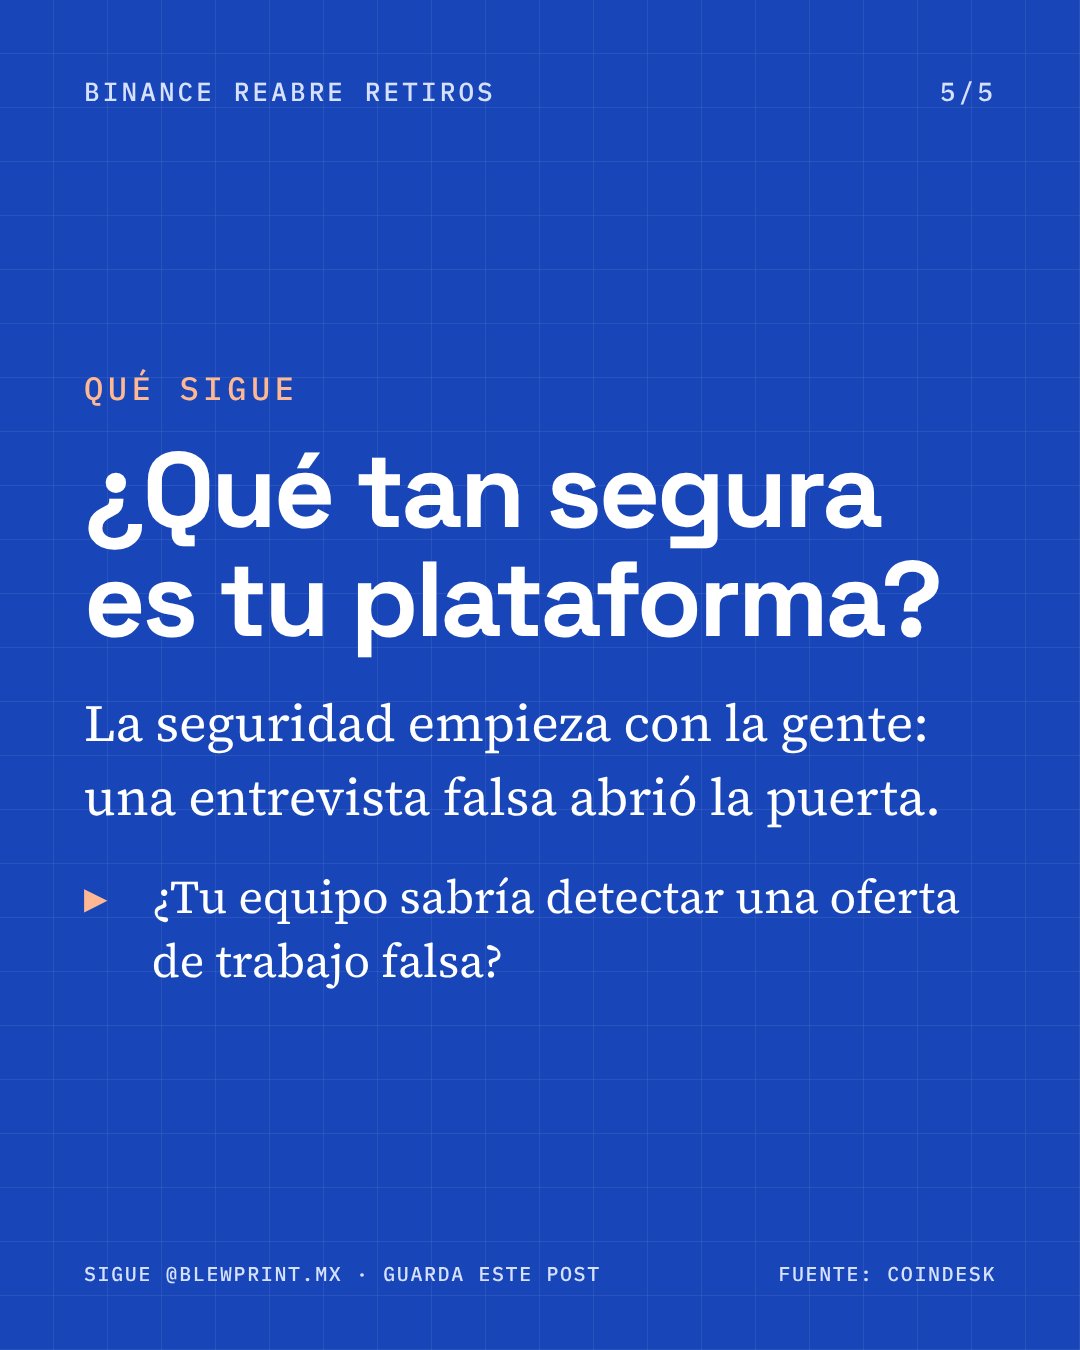 BINANCE REABRE RETIROS
5/5
QUÉ SIGUE
¿Qué tan segura
es tu plataforma?
La seguridad empieza con la gente:
una entrevista falsa abrió la puerta.
▶ ¿Tu equipo sabría detectar una oferta
de trabajo falsa?
SIGUE @BLEWPRINT.MX · GUARDA ESTE POST
FUENTE: COINDESK